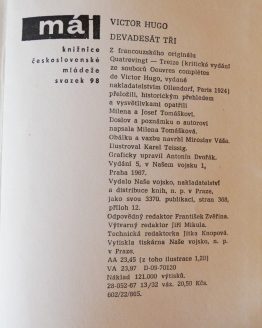 máj
knižnice
československé
mládeže
svazek 98
VICTOR HUGO
DEVADESÁT TŘI
Z francouzského originálu
Quatrevingt — Treize (kritické vydání
ze souborů Oeuvres complètes
de Victor Hugo, vydané
nakladatelstvím Ollendorf, Paris 1924)
přeložili, historickým přehledem
a vysvětlivkami opatřili
Milena a Josef Tomáškovi.
Doslov a poznámku o autorovi
napsala Milena Tomášková.
Obálku a vazbu navrhl Miroslav Váša.
Ilustroval Karel Teissig.
Graficky upravil Antonín Dvořák.
Vydání 5, v Našem vojsku 1,
Praha 1967.
Vydalo Naše vojsko, nakladatelství
a distribuce knih, n. p. v Praze,
jako svou 3370. publikaci, stran 368,
příloh 12.
Odpovědný redaktor František Zvěřina.
Výtvarný redaktor Jiří Mikula.
Technická redaktorka Jitka Knopová.
Vytiskla tiskárna Naše vojsko, n. p.
v Praze.
AA 23,45 (z toho ilustrace 1,20)
VA 23,97 D-09-70120
Náklad 121.000 výtisků.
28-052-67 13/32 váz. 20,50 Kčs.
602/22/865.